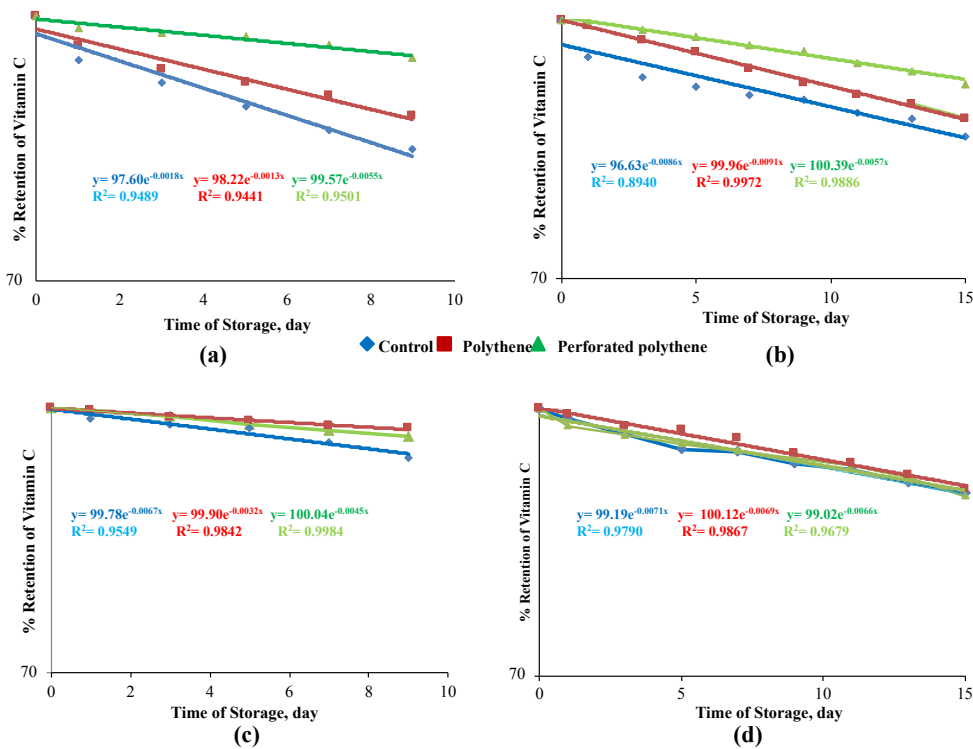 % Retention of Vitamin C
70
y= 97.60e-0.0018x y= 98.22e-0.0013x y= 99.57e-0.0055x
R2= 0.9489 R2= 0.9441 R2= 0.9501
0 2 4 6 8 10
Time of Storage, day
(a)
% Retention of Vitamin C
70
y= 96.63e-0.0086x y= 99.96e-0.0091x y= 100.39e-0.0057x
R2= 0.8940 R2= 0.9972 R2= 0.9886
0 5 10 15
Time of Storage, day
(b)
Control Polythene Perforated polythene
% Retention of Vitamin C
70
y= 99.78e-0.0067x y= 99.90e-0.0032x y= 100.04e-0.0045x
R2= 0.9549 R2= 0.9842 R2= 0.9984
0 2 4 6 8 10
Time of Storage, day
(c)
% Retention of Vitamin C
70
y= 99.19e-0.0071x y= 100.12e-0.0069x y= 99.02e-0.0066x
R2= 0.9790 R2= 0.9867 R2= 0.9679
0 5 10 15
Time of Storage, day
(d)